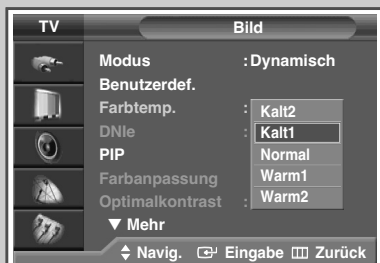 TV Bild
Modus : Dynamisch
Benutzerdef.
Farbtemp. : Kalt2
DNIe : Kalt1
PIP Normal
Farbanpassung Warm1
Optimalkontrast : Warm2
▼ Mehr
Navig. Eingabe Zurück